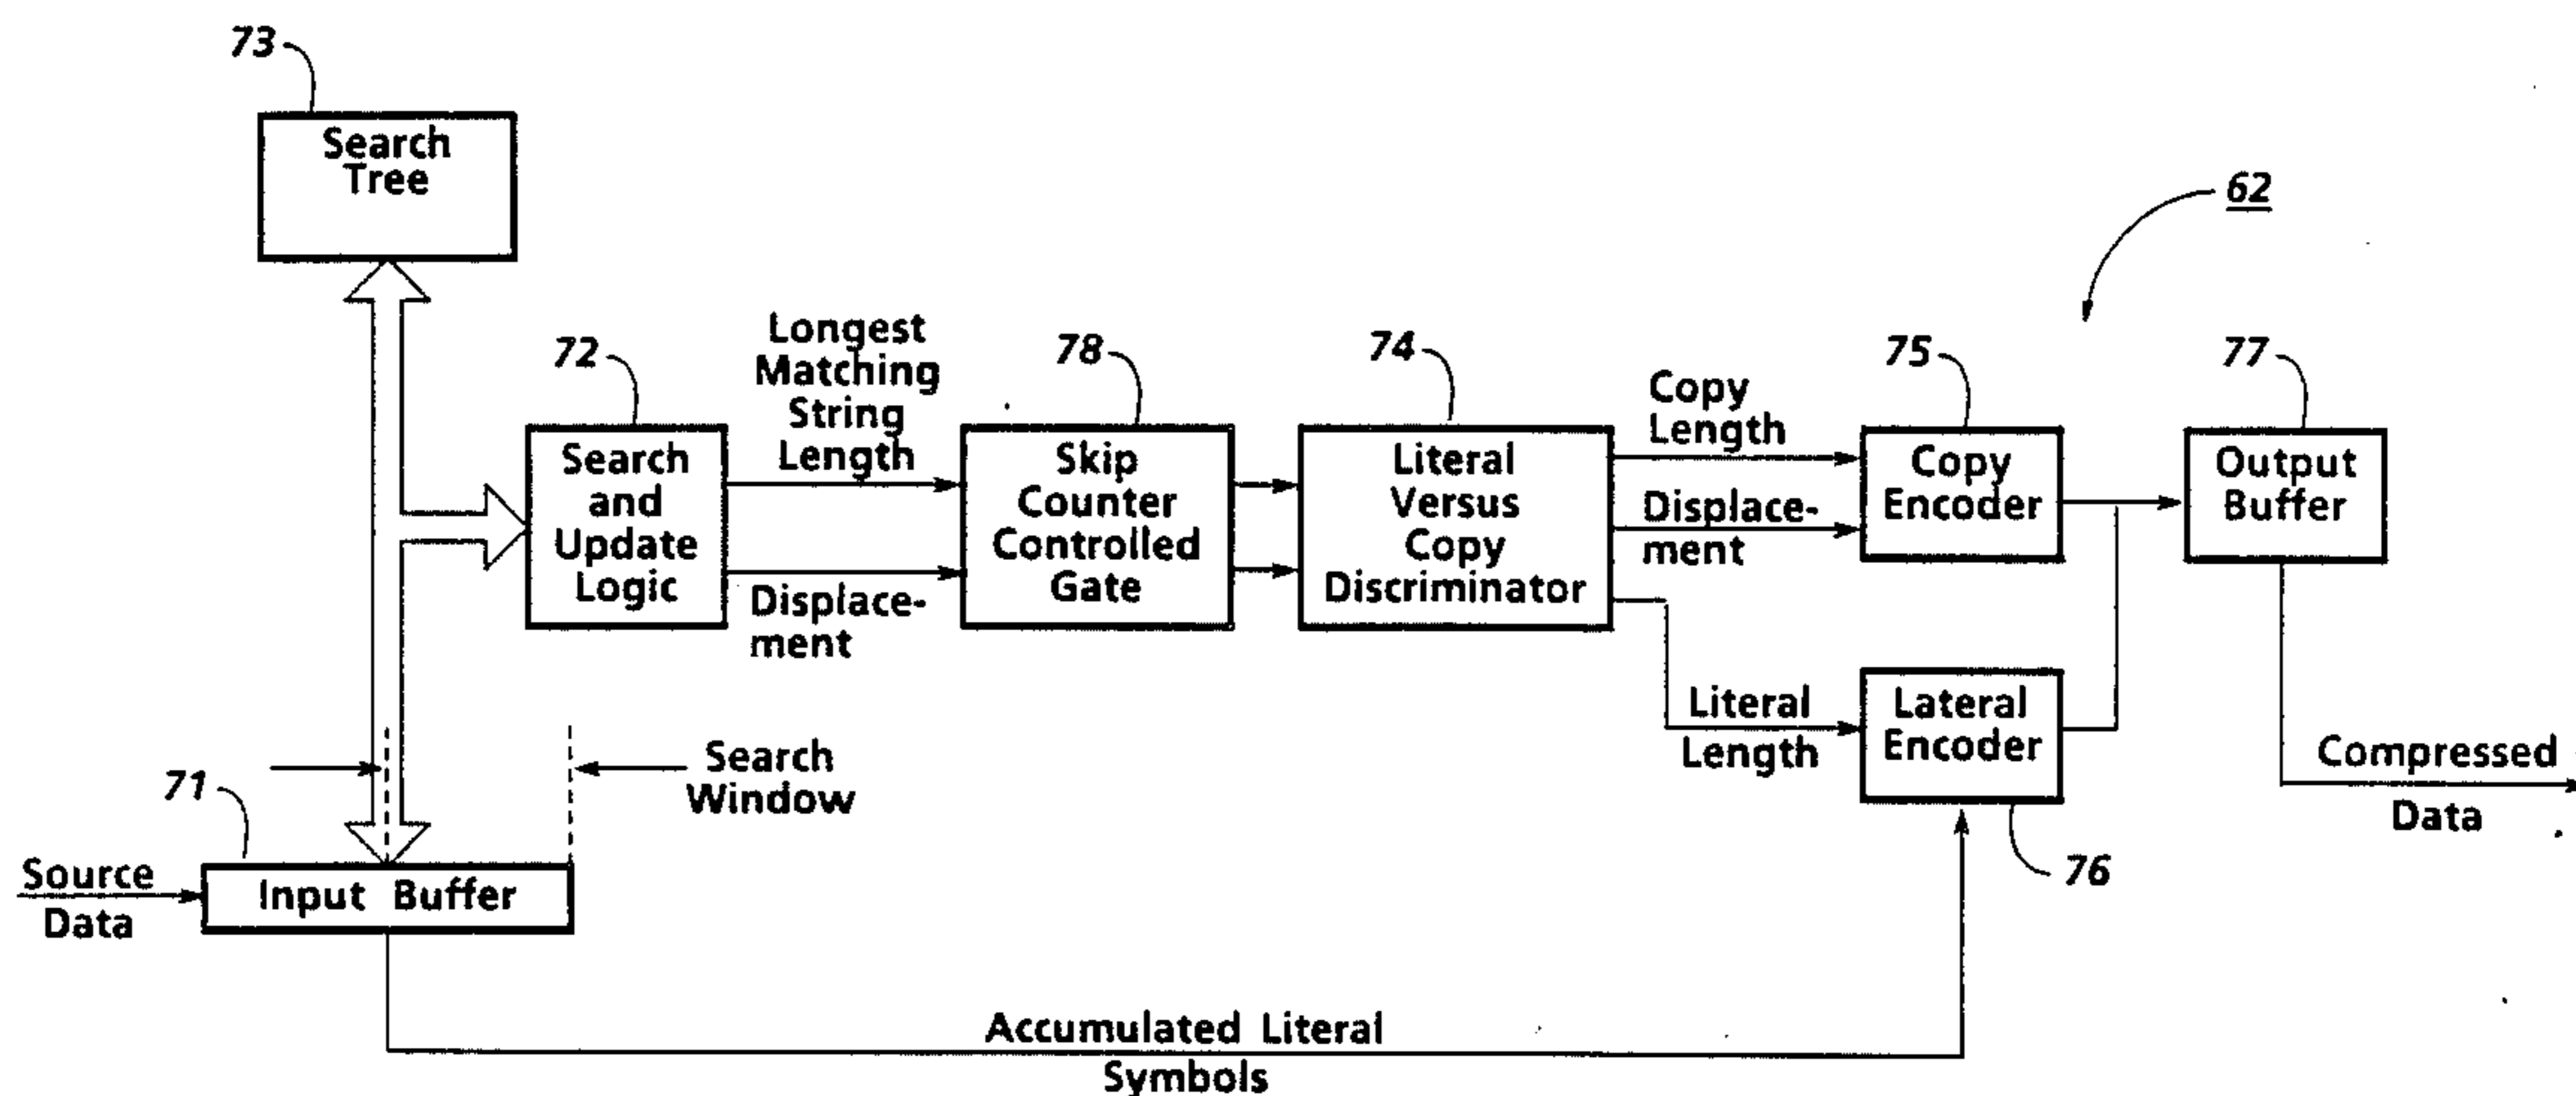 73
Search
Tree
62
72
Longest
Matching
String
Length
78
74
75
77
Copy
Length
Search
and
Update
Logic
Displace-
ment
Skip
Counter
Controlled
Gate
Literal
Versus
Copy
Discriminator
Displace-
ment
Copy
Encoder
Output
Buffer
Literal
Length
Lateral
Encoder
76
Compressed
Data
71
Search
Window
Source
Data
Input Buffer
Accumulated Literal
Symbols